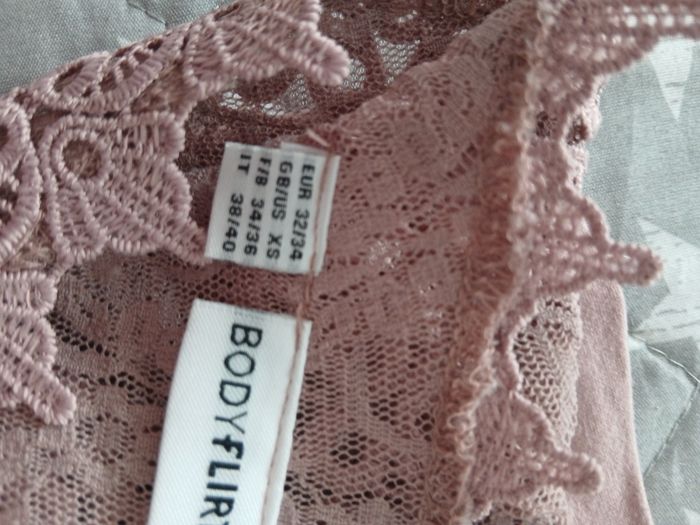 EUR 32/34
GB/US XS
F/B 34/36
IT 38/40
BODYFLIRT